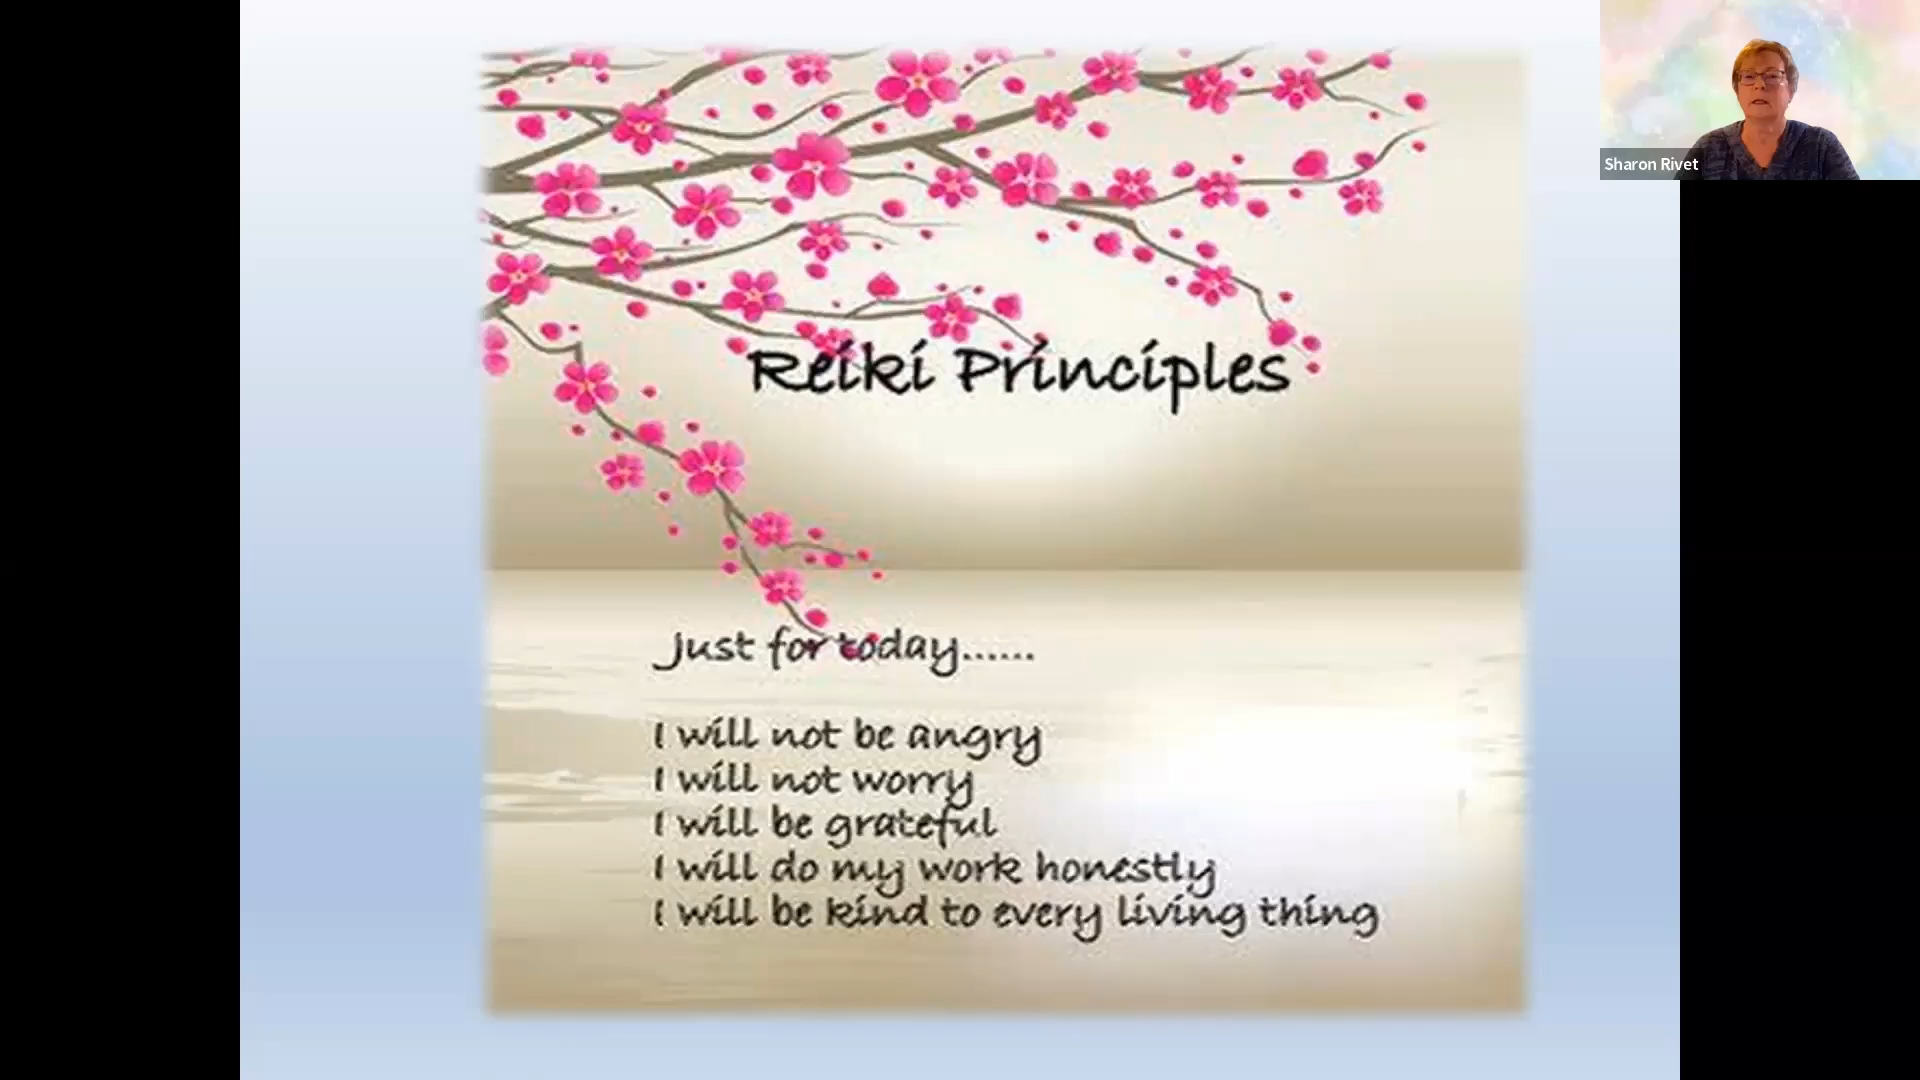 Sharon Rivet
Reiki Principles
Just for today......
I will not be angry
I will not worry
I will be grateful
I will do my work honestly
I will be kind to every living thing